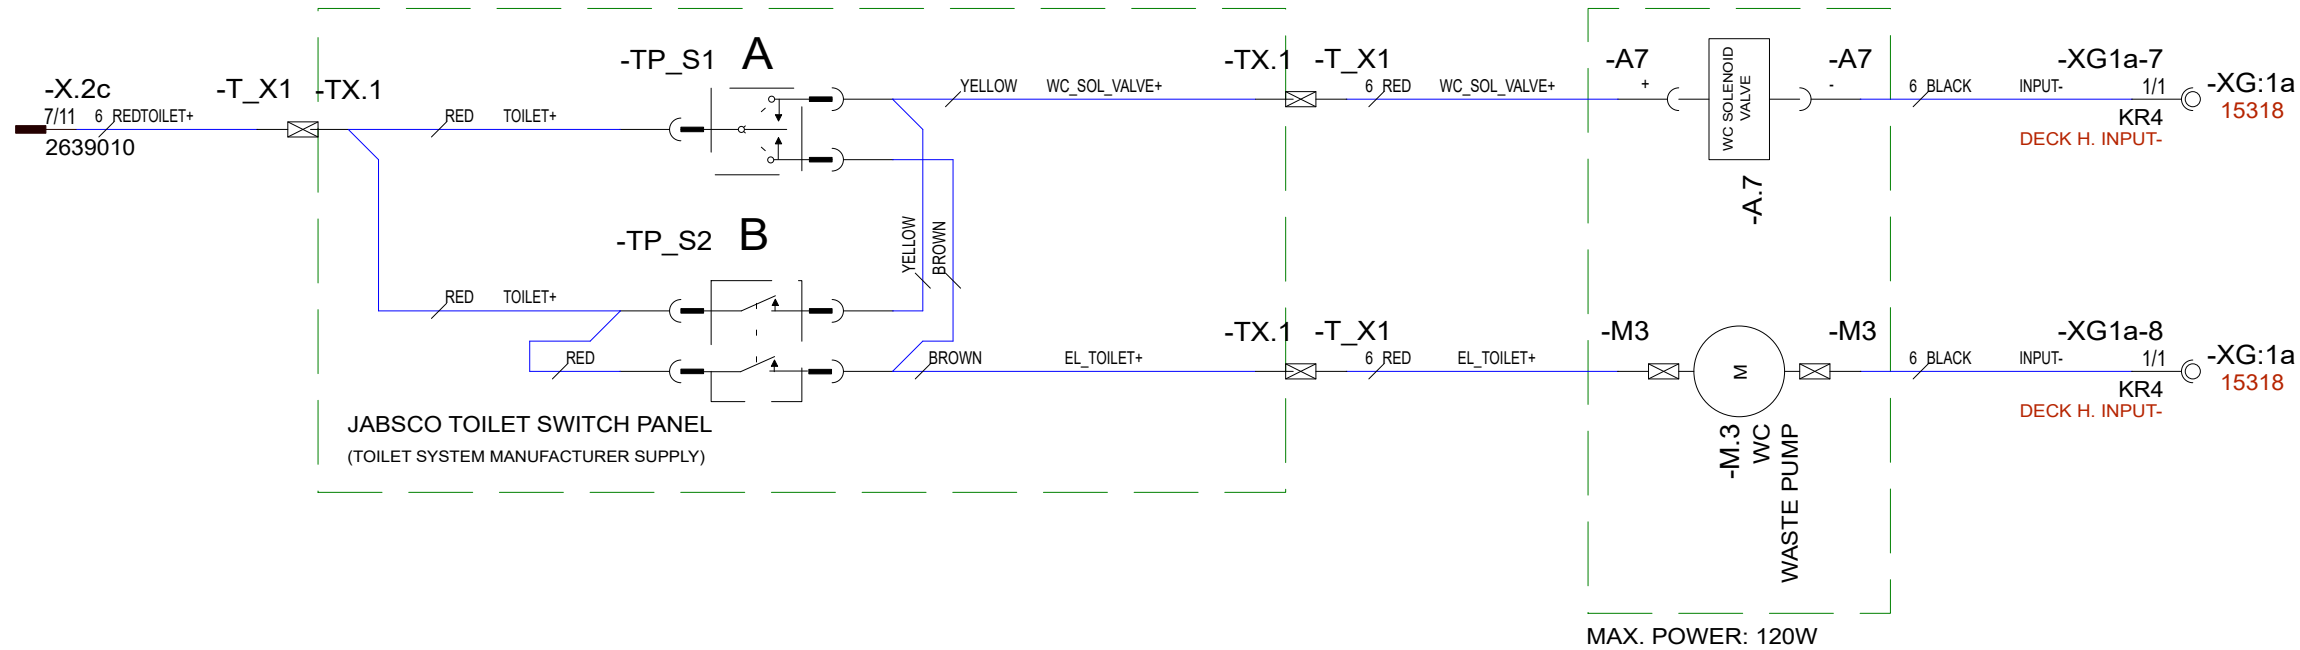 -X.2c
7/11 6 REDTOILET+
2639010
-T_X1
-TX.1
RED TOILET+
-TP_S1 A
YELLOW WC_SOL_VALVE+
-TX.1 -T_X1
6 RED WC_SOL_VALVE+
-A7
+
WC SOLENOID
VALVE
-A.7
-A7
-
6 BLACK INPUT-
-XG1a-7
1/1
KR4
DECK H. INPUT-
-XG:1a
15318
YELLOW
BROWN
-TP_S2 B
RED TOILET+
RED
BROWN EL_TOILET+
-TX.1 -T_X1
6 RED EL_TOILET+
-M3
M
-M.3
WC
WASTE PUMP
-M3
6 BLACK INPUT-
-XG1a-8
1/1
KR4
DECK H. INPUT-
-XG:1a
15318
JABSCO TOILET SWITCH PANEL
(TOILET SYSTEM MANUFACTURER SUPPLY)
MAX. POWER: 120W